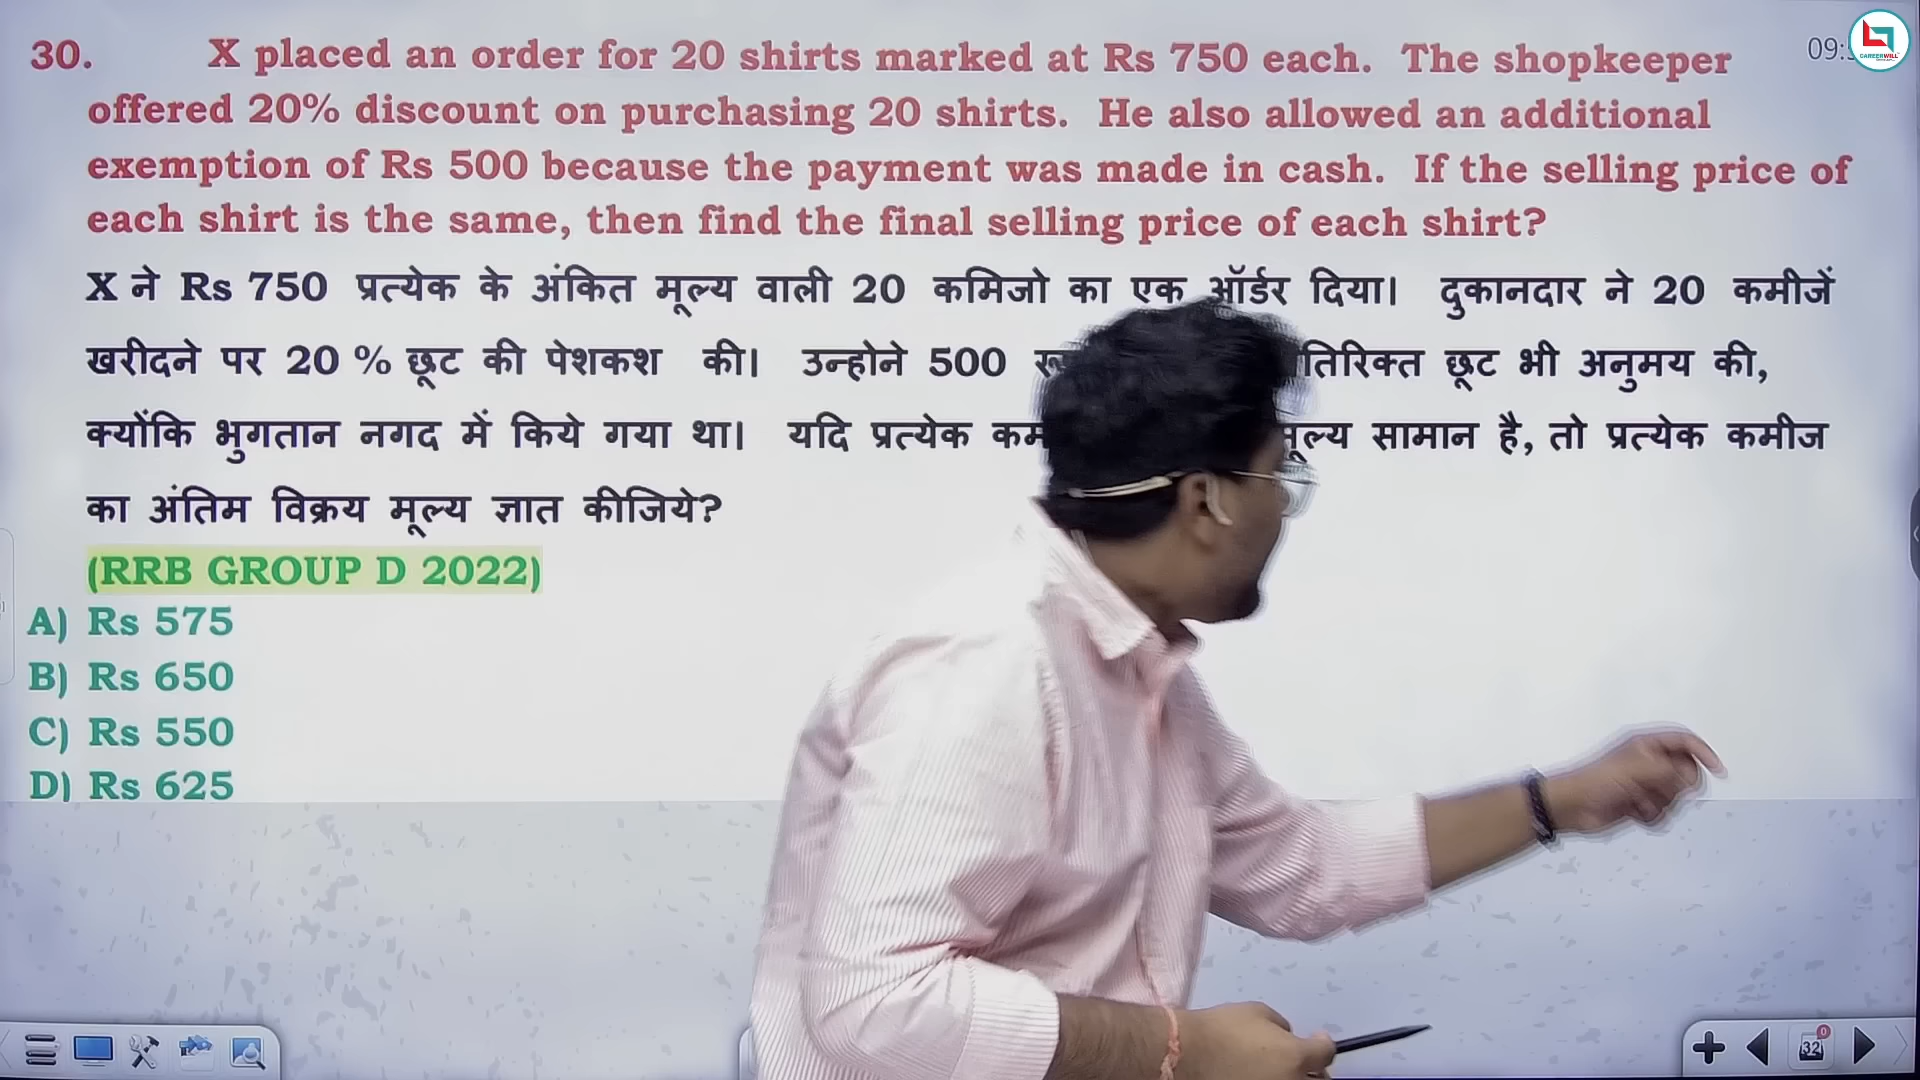 30. X placed an order for 20 shirts marked at Rs 750 each. The shopkeeper
offered 20% discount on purchasing 20 shirts. He also allowed an additional
exemption of Rs 500 because the payment was made in cash. If the selling price of
each shirt is the same, then find the final selling price of each shirt?
X ने Rs 750 प्रत्येक के अंकित मूल्य वाली 20 कमिजो का एक ऑर्डर दिया। दुकानदार ने 20 कमीजें
खरीदने पर 20 % छूट की पेशकश की। उन्होने 500 तिरिक्त छूट भी अनुमय की,
क्योंकि भुगतान नगद में किये गया था। यदि प्रत्येक मूल्य सामान है, तो प्रत्येक कमीज
का अंतिम विक्रय मूल्य ज्ञात कीजिये?
(RRB GROUP D 2022)
A) Rs 575
B) Rs 650
C) Rs 550
D) Rs 625
09:
CAREERWILL
32
0